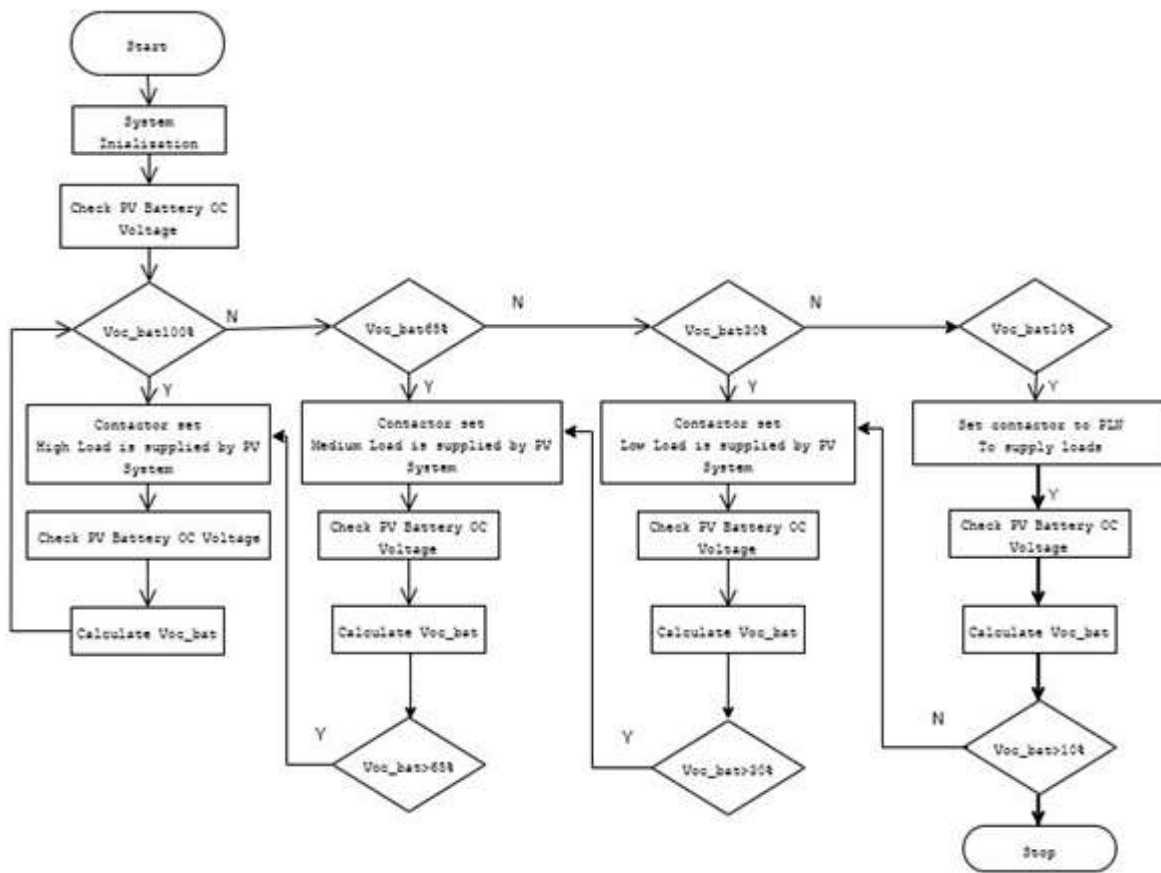 Start
System
Inialisation
Check PV Battery OC
Voltage
Voc_bat100%
N
Voc_bat65%
N
Voc_bat30%
N
Voc_bat10%
Y
Y
Y
Y
Contactor set
High Load is supplied by PV
System
Contactor set
Medium Load is supplied by PV
System
Contactor set
Low Load is supplied by PV
System
Set contactor to PLN
To supply loads
Y
Check PV Battery OC Voltage
Check PV Battery OC
Voltage
Check PV Battery OC
Voltage
Check PV Battery OC
Voltage
Calculate Voc_bat
Calculate Voc_bat
Calculate Voc_bat
Calculate Voc_bat
Y
Voc_bat>65%
Y
Voc_bat>30%
N
Voc_bat>10%
Stop